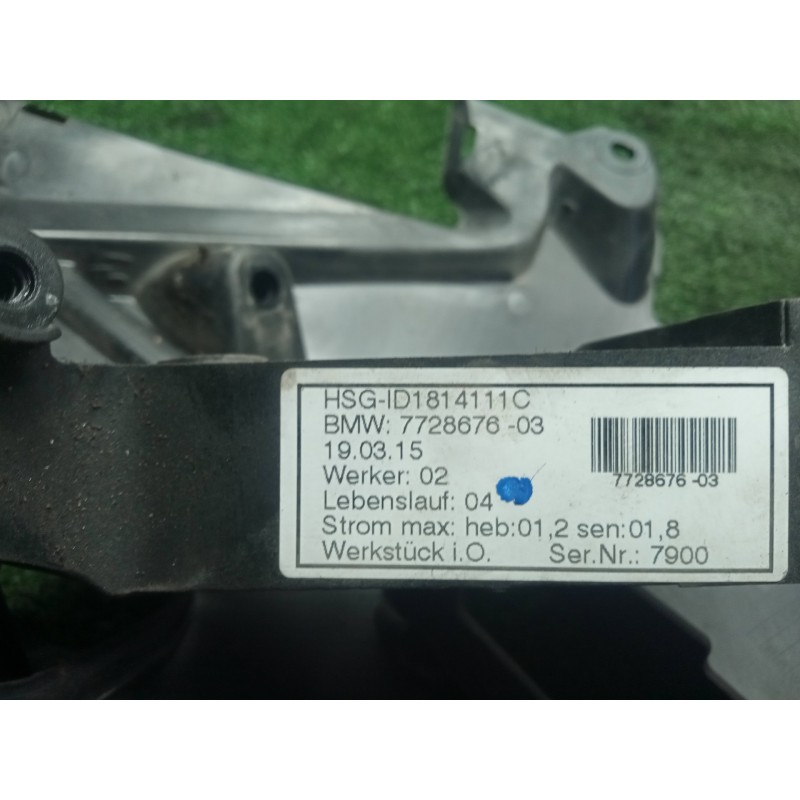 HSG-ID1814111C
BMW: 7728676 -03
19.03.15
Werker: 02
Lebenslauf: 04
Strom max: heb:01,2 sen:01,8
Werkstück i.O. Ser.Nr.: 7900
7728676 -03